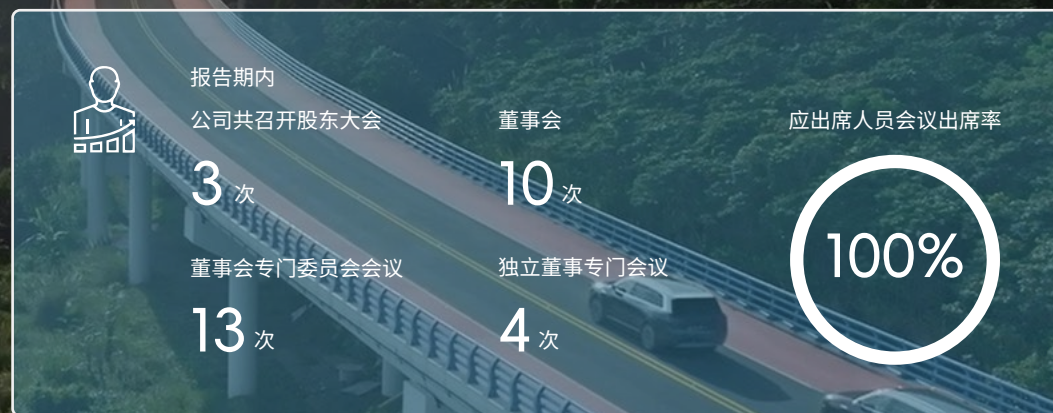 报告期内
公司共召开股东大会
3 次
董事会
10 次
董事会专门委员会会议
13 次
独立董事专门会议
4 次
应出席人员会议出席率
100%